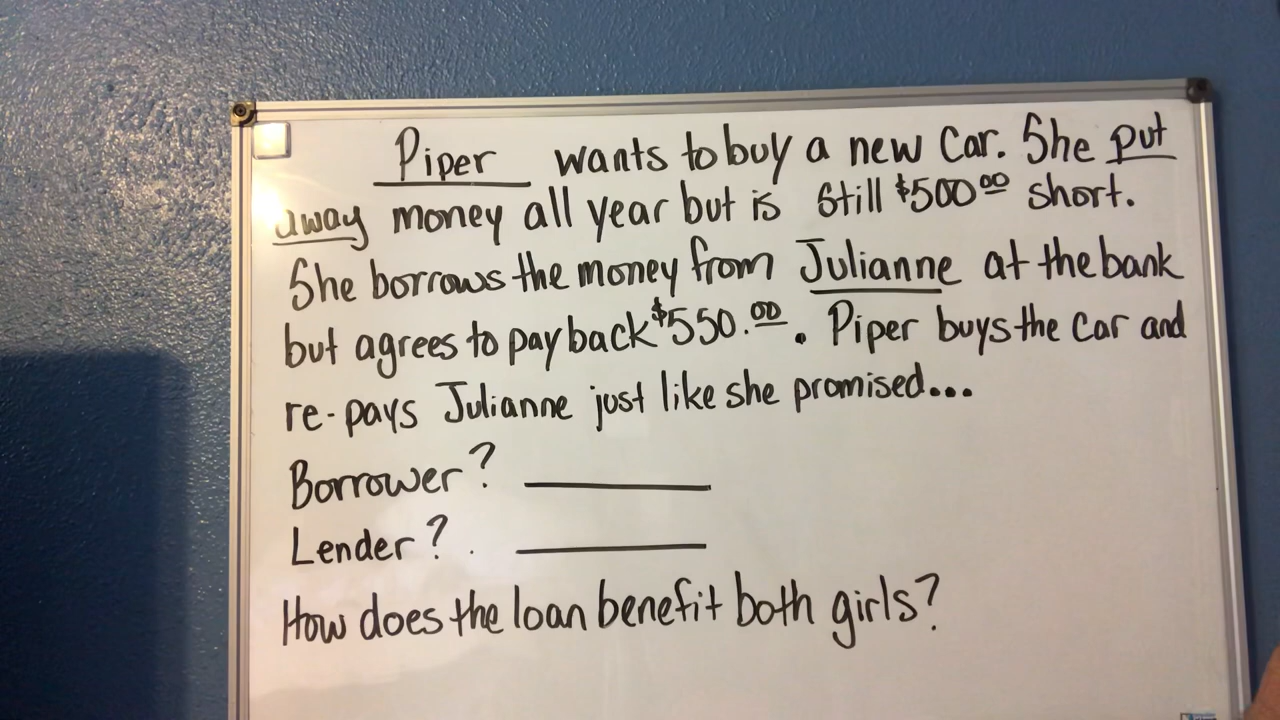 Piper wants to buy a new Car. She put
away money all year but is Still $500.00 short.
She borrows the money from Julianne at the bank
but agrees to pay back $550.00. Piper buys the Car and
re-pays Julianne just like she promised...
Borrower? ______
Lender? ______
How does the loan benefit both girls?